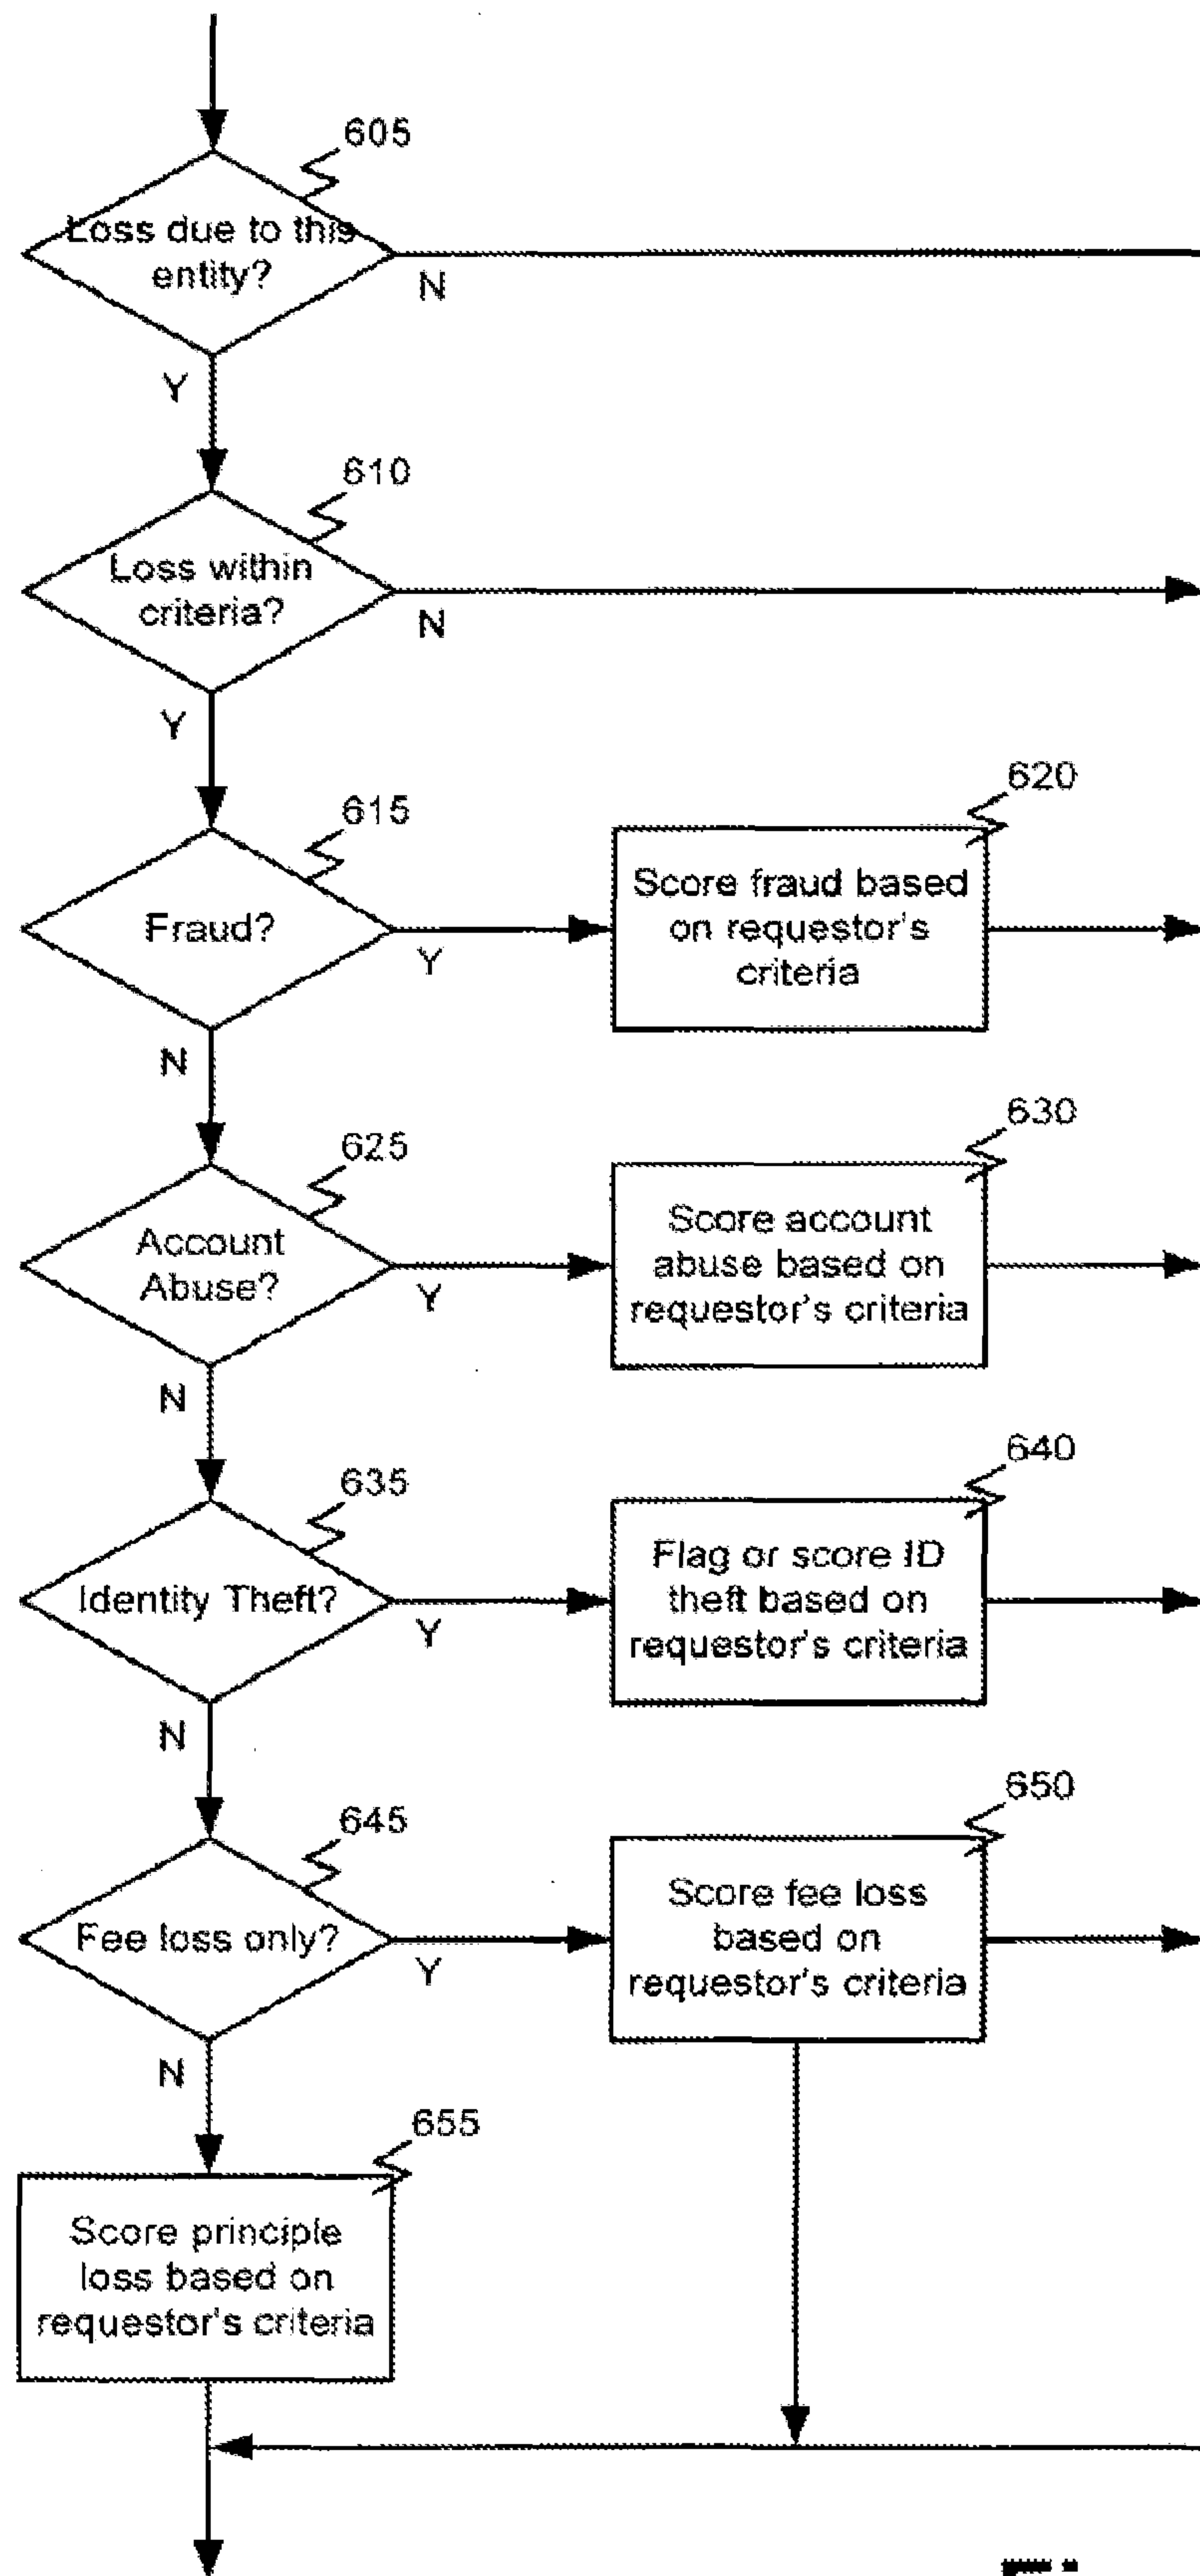 605
Loss due to this
entity?
N
Y
610
Loss within
criteria?
N
Y
615
Fraud?
Y
N
620
Score fraud based
on requestor's
criteria
625
Account
Abuse?
Y
N
630
Score account
abuse based on
requestor's criteria
635
Identity Theft?
Y
N
640
Flag or score ID
theft based on
requestor's criteria
645
Fee loss only?
Y
N
650
Score fee loss
based on
requestor's criteria
655
Score principle
loss based on
requestor's criteria